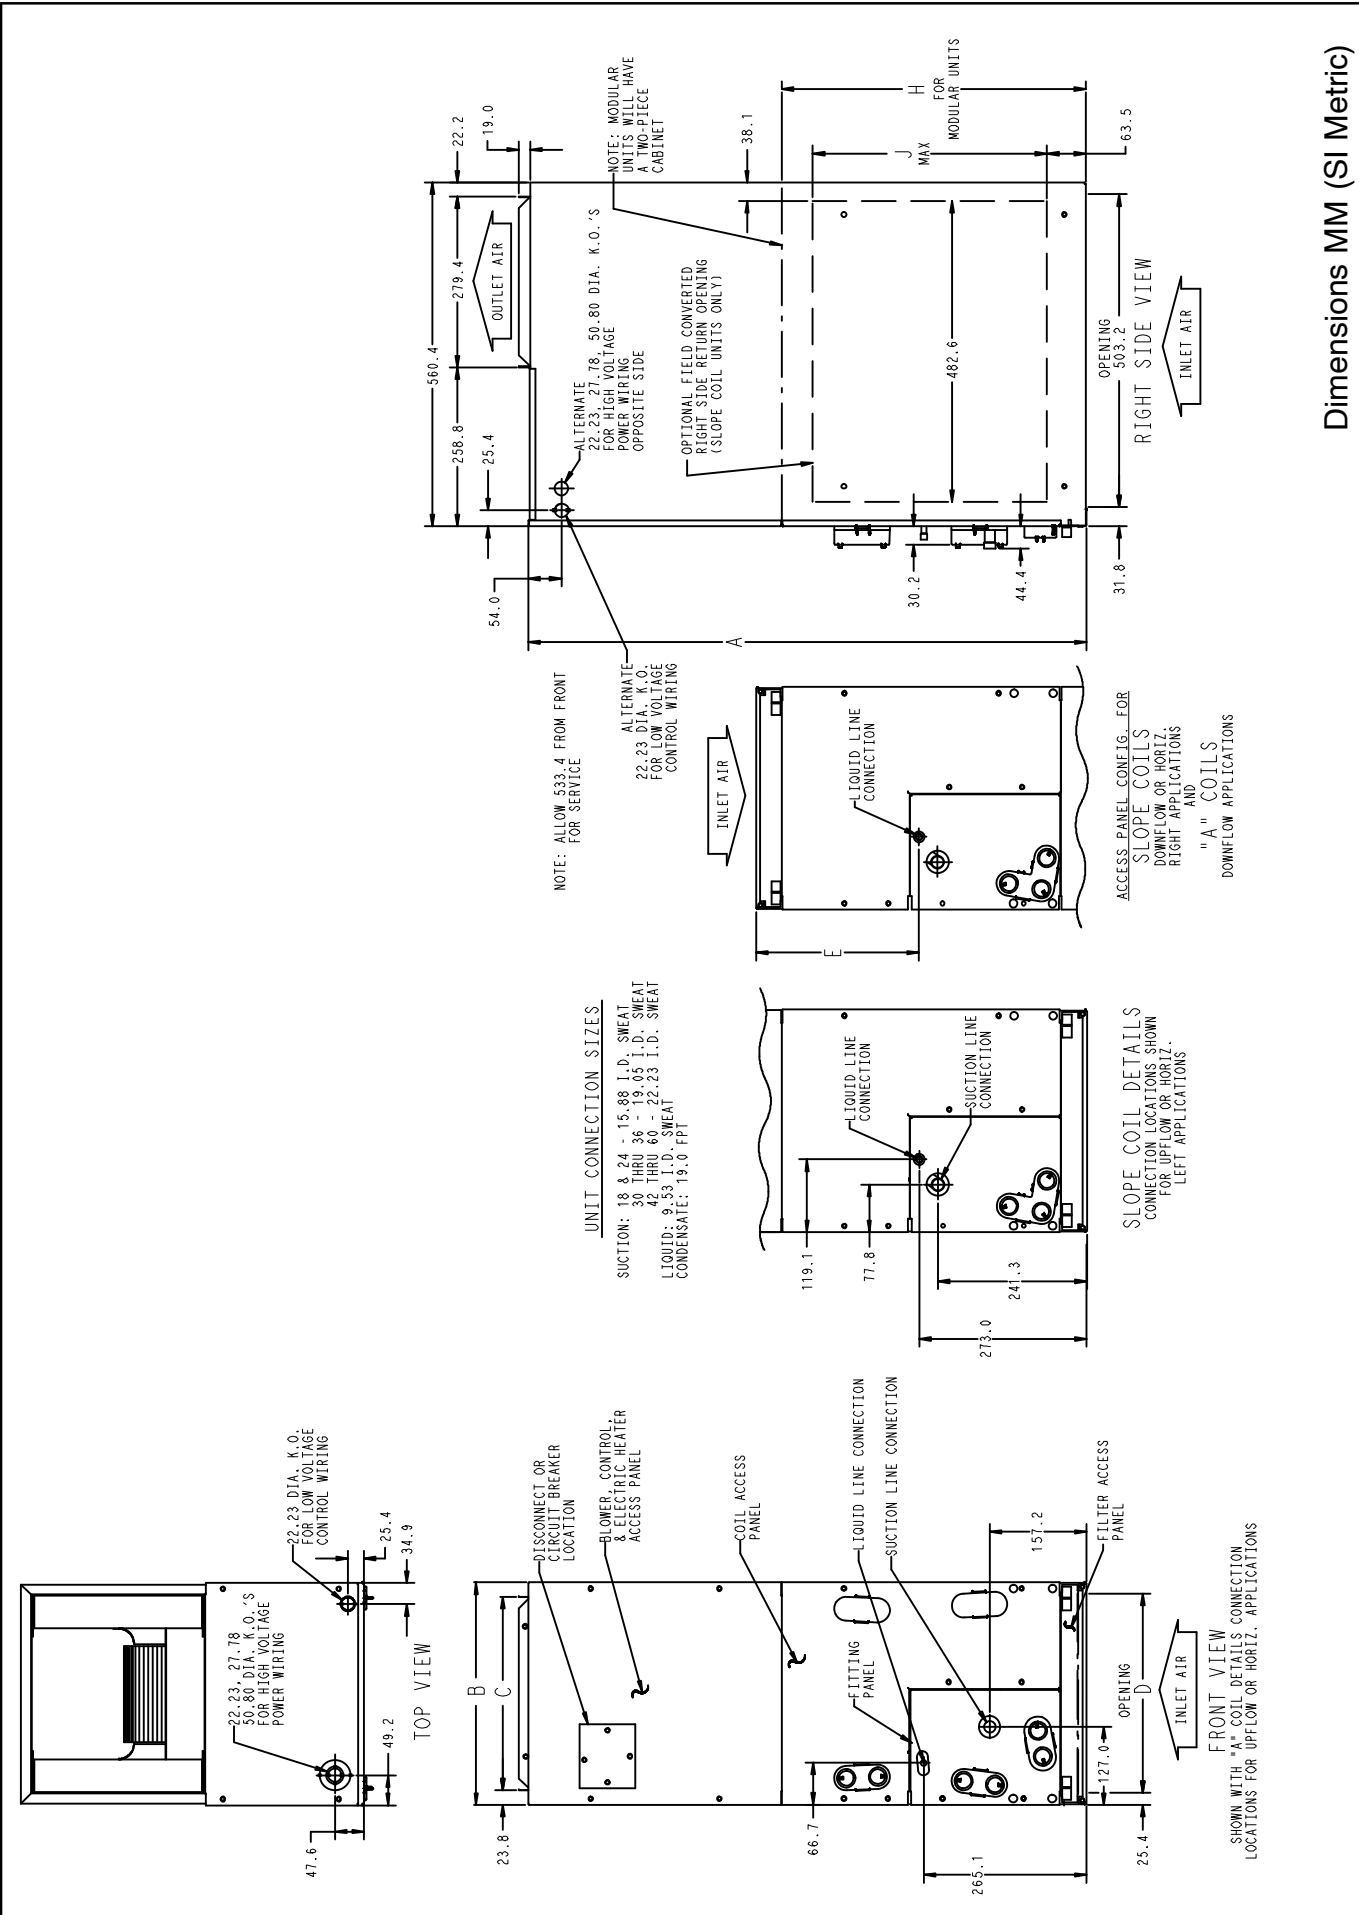 Dimensions MM (SI Metric)
22.23, 27.78
50.80 DIA. K.O.'S
FOR HIGH VOLTAGE
POWER WIRING
22.23 DIA. K.O.
FOR LOW VOLTAGE
CONTROL WIRING
47.6
49.2
25.4
34.9
TOP VIEW
B
C
23.8
DISCONNECT OR
CIRCUIT BREAKER
LOCATION
BLOWER, CONTROL,
& ELECTRIC HEATER
ACCESS PANEL
COIL ACCESS
PANEL
FITTING
PANEL
LIQUID LINE CONNECTION
SUCTION LINE CONNECTION
66.7
265.1
157.2
127.0
25.4
OPENING
D
FILTER ACCESS
PANEL
INLET AIR
FRONT VIEW
SHOWN WITH "A" COIL DETAILS CONNECTION
LOCATIONS FOR UPFLOW OR HORIZ. APPLICATIONS
UNIT CONNECTION SIZES
SUCTION: 18 & 24 - 15.88 I.D. SWEAT
30 THRU 36 - 19.05 I.D. SWEAT
42 THRU 60 - 22.23 I.D. SWEAT
LIQUID: 9.53 I.D. SWEAT
CONDENSATE: 19.0 FPT
119.1
77.8
LIQUID LINE
CONNECTION
SUCTION LINE
CONNECTION
241.3
273.0
SLOPE COIL DETAILS
CONNECTION LOCATIONS SHOWN
FOR UPFLOW OR HORIZ.
LEFT APPLICATIONS
NOTE: ALLOW 533.4 FROM FRONT
FOR SERVICE
INLET AIR
LIQUID LINE
CONNECTION
E
ACCESS PANEL CONFIG. FOR
SLOPE COILS
DOWNFLOW OR HORIZ.
RIGHT APPLICATIONS
AND
"A" COILS
DOWNFLOW APPLICATIONS
560.4
258.8
279.4
22.2
19.0
25.4
54.0
OUTLET AIR
ALTERNATE
22.23, 27.78, 50.80 DIA. K.O.'S
FOR HIGH VOLTAGE
POWER WIRING
OPPOSITE SIDE
NOTE: MODULAR
UNITS WILL HAVE
A TWO-PIECE
CABINET
ALTERNATE
22.23 DIA. K.O.
FOR LOW VOLTAGE
CONTROL WIRING
OPTIONAL FIELD CONVERTED
RIGHT SIDE RETURN OPENING
(SLOPE COIL UNITS ONLY)
A
38.1
H
FOR
MODULAR UNITS
J
MAX
482.6
30.2
44.4
31.8
63.5
OPENING
503.2
RIGHT SIDE VIEW
INLET AIR